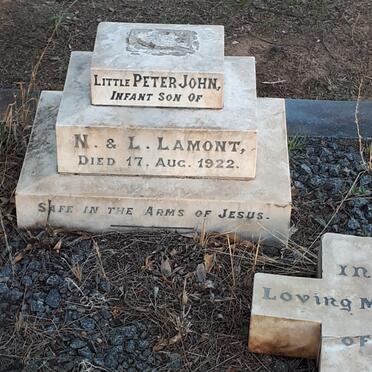 Little Peter John,
Infant Son Of
N. & L. Lamont,
Died 17. Aug. 1922.
Safe in the Arms of Jesus.
In
Loving
of